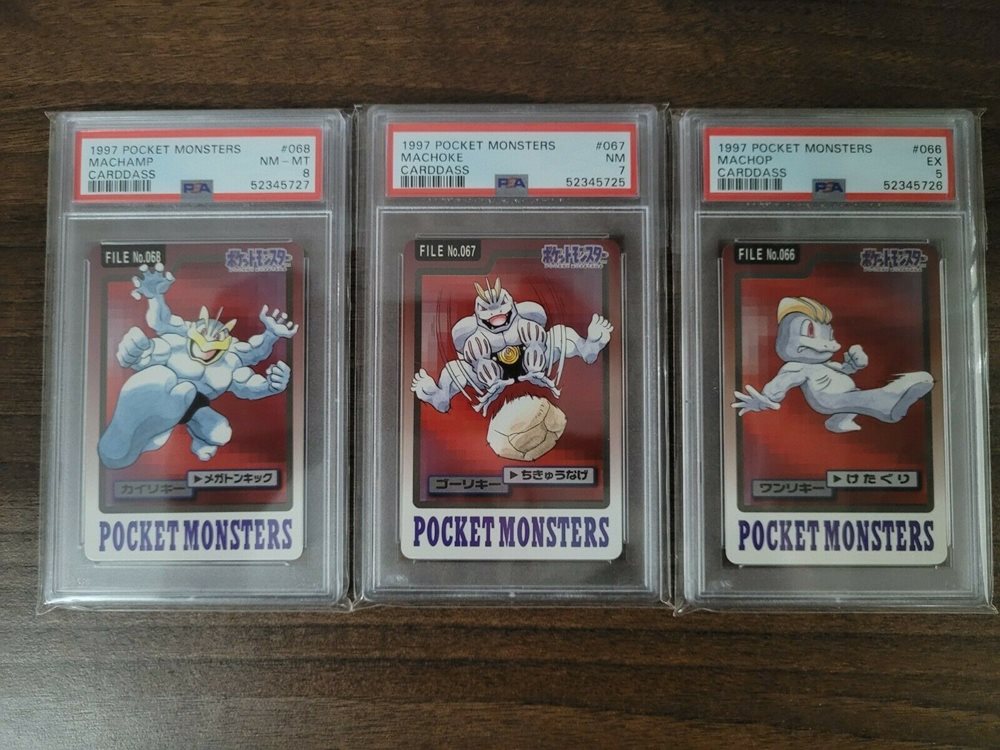 1997 POCKET MONSTERS #068
MACHAMP NM - MT
CARDDASS 8
PSA 52345727
FILE No.068
ポケットモンスター
カイリキー ▶メガトンキック
POCKET MONSTERS
1997 POCKET MONSTERS #067
MACHOKE NM
CARDDASS 7
PSA 52345725
FILE No.067
ポケットモンスター
ゴーリキー ▶ちきゅうなげ
POCKET MONSTERS
1997 POCKET MONSTERS #066
MACHOP EX
CARDDASS 5
PSA 52345726
FILE No.066
ポケットモンスター
ワンリキー ▶けたぐり
POCKET MONSTERS